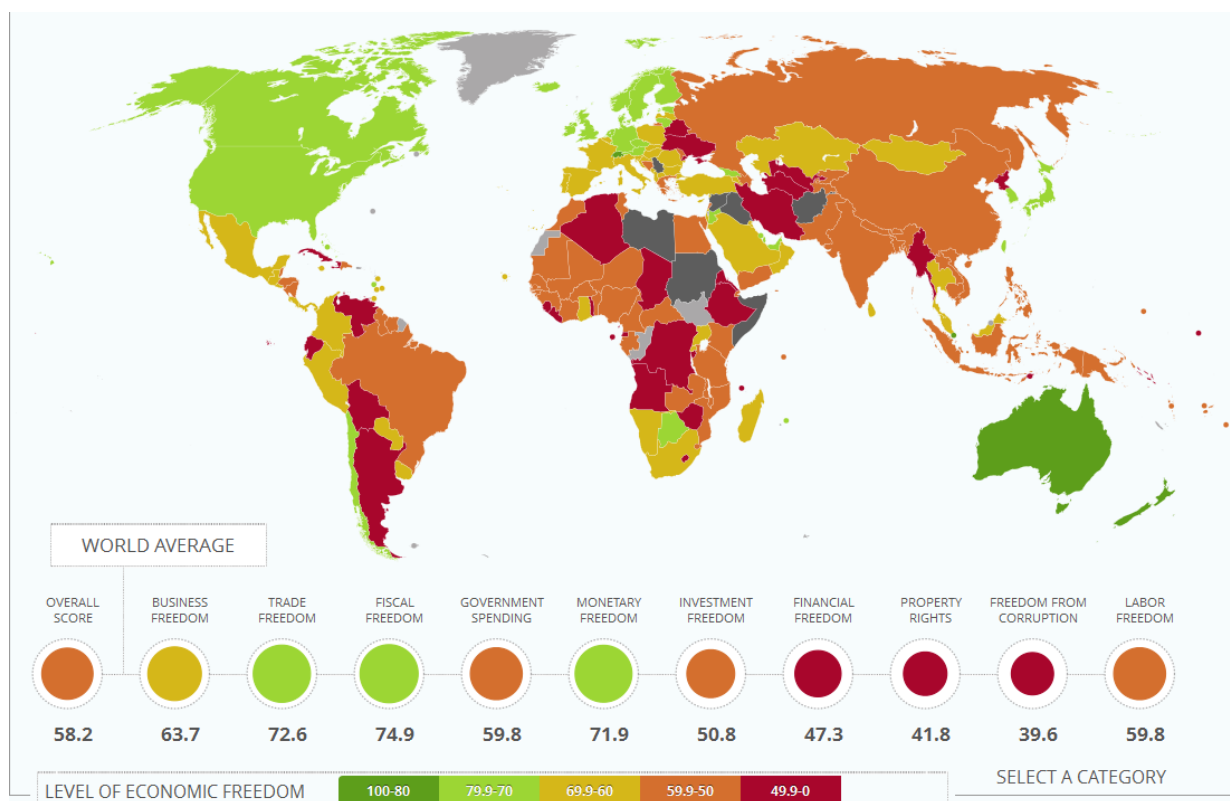 WORLD AVERAGE
OVERALL SCORE
BUSINESS FREEDOM
TRADE FREEDOM
FISCAL FREEDOM
GOVERNMENT SPENDING
MONETARY FREEDOM
INVESTMENT FREEDOM
FINANCIAL FREEDOM
PROPERTY RIGHTS
FREEDOM FROM CORRUPTION
LABOR FREEDOM
58.2 63.7 72.6 74.9 59.8 71.9 50.8 47.3 41.8 39.6 59.8
LEVEL OF ECONOMIC FREEDOM 100-80 79.9-70 69.9-60 59.9-50 49.9-0
SELECT A CATEGORY